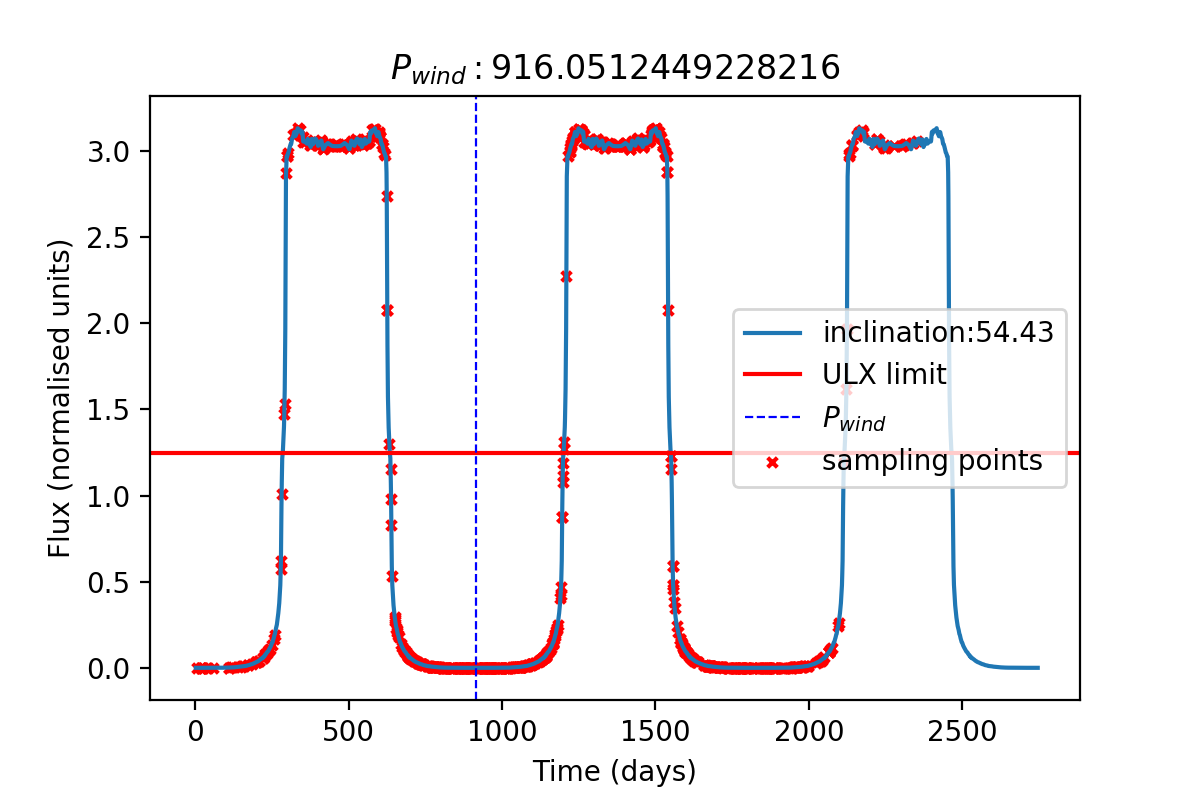 P_wind : 916.0512449228216
Flux (normalised units)
3.0
2.5
2.0
1.5
1.0
0.5
0.0
inclination:54.43
ULX limit
P_wind
sampling points
0 500 1000 1500 2000 2500
Time (days)